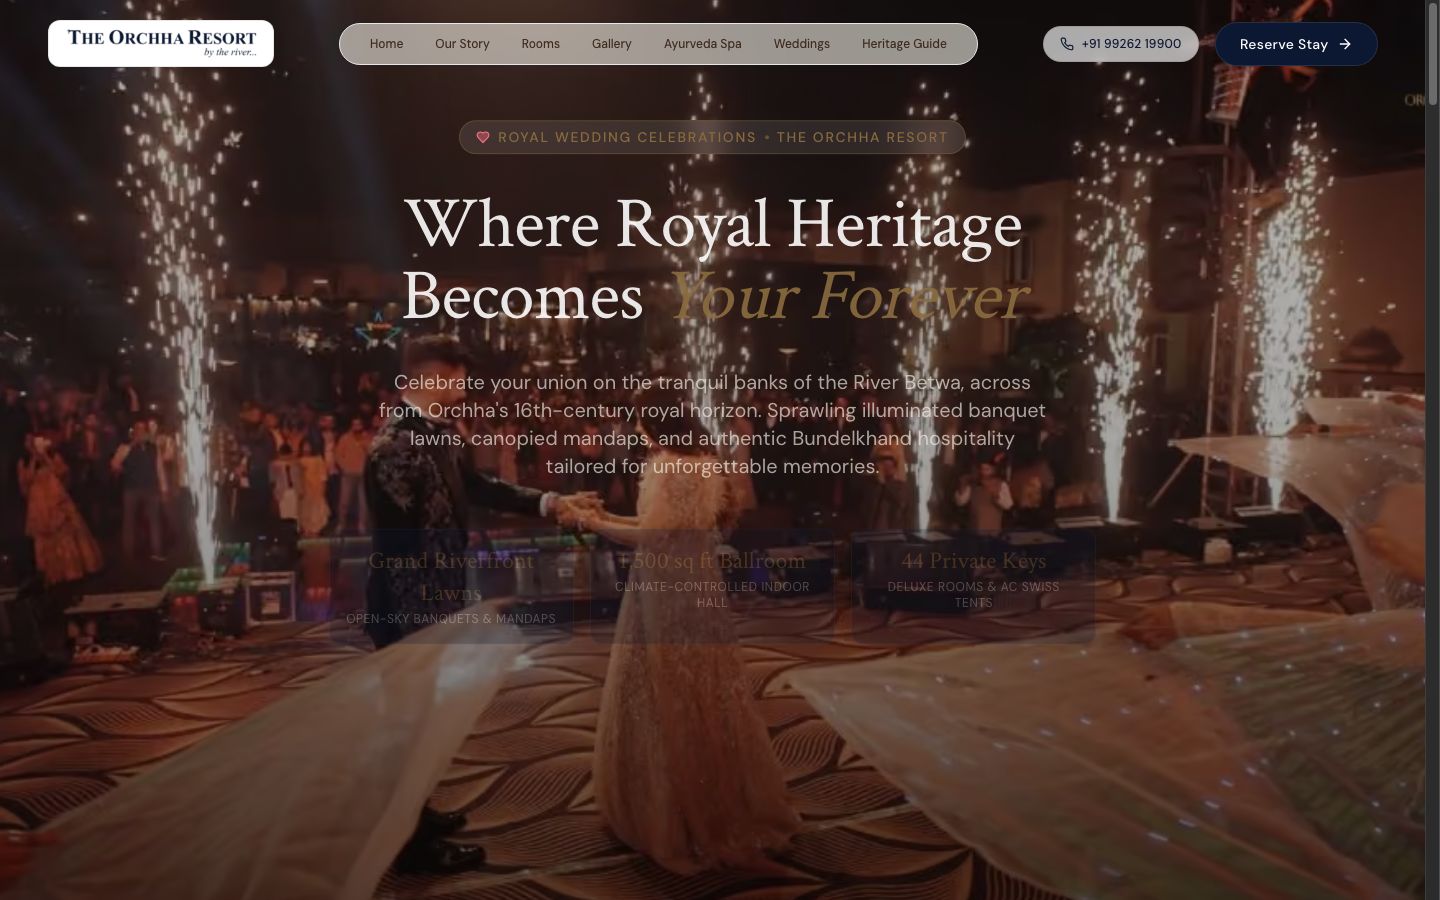 THE ORCHHA RESORT
by the river...
Home
Our Story
Rooms
Gallery
Ayurveda Spa
Weddings
Heritage Guide
+91 99262 19900
Reserve Stay
ROYAL WEDDING CELEBRATIONS • THE ORCHHA RESORT
Where Royal Heritage
Becomes Your Forever
Celebrate your union on the tranquil banks of the River Betwa, across
from Orchha's 16th-century royal horizon. Sprawling illuminated banquet
lawns, canopied mandaps, and authentic Bundelkhand hospitality
tailored for unforgettable memories.
Grand Riverfront
Lawns
OPEN-SKY BANQUETS & MANDAPS
1,500 sq ft Ballroom
CLIMATE-CONTROLLED INDOOR
HALL
44 Private Keys
DELUXE ROOMS & AC SWISS
TENTS